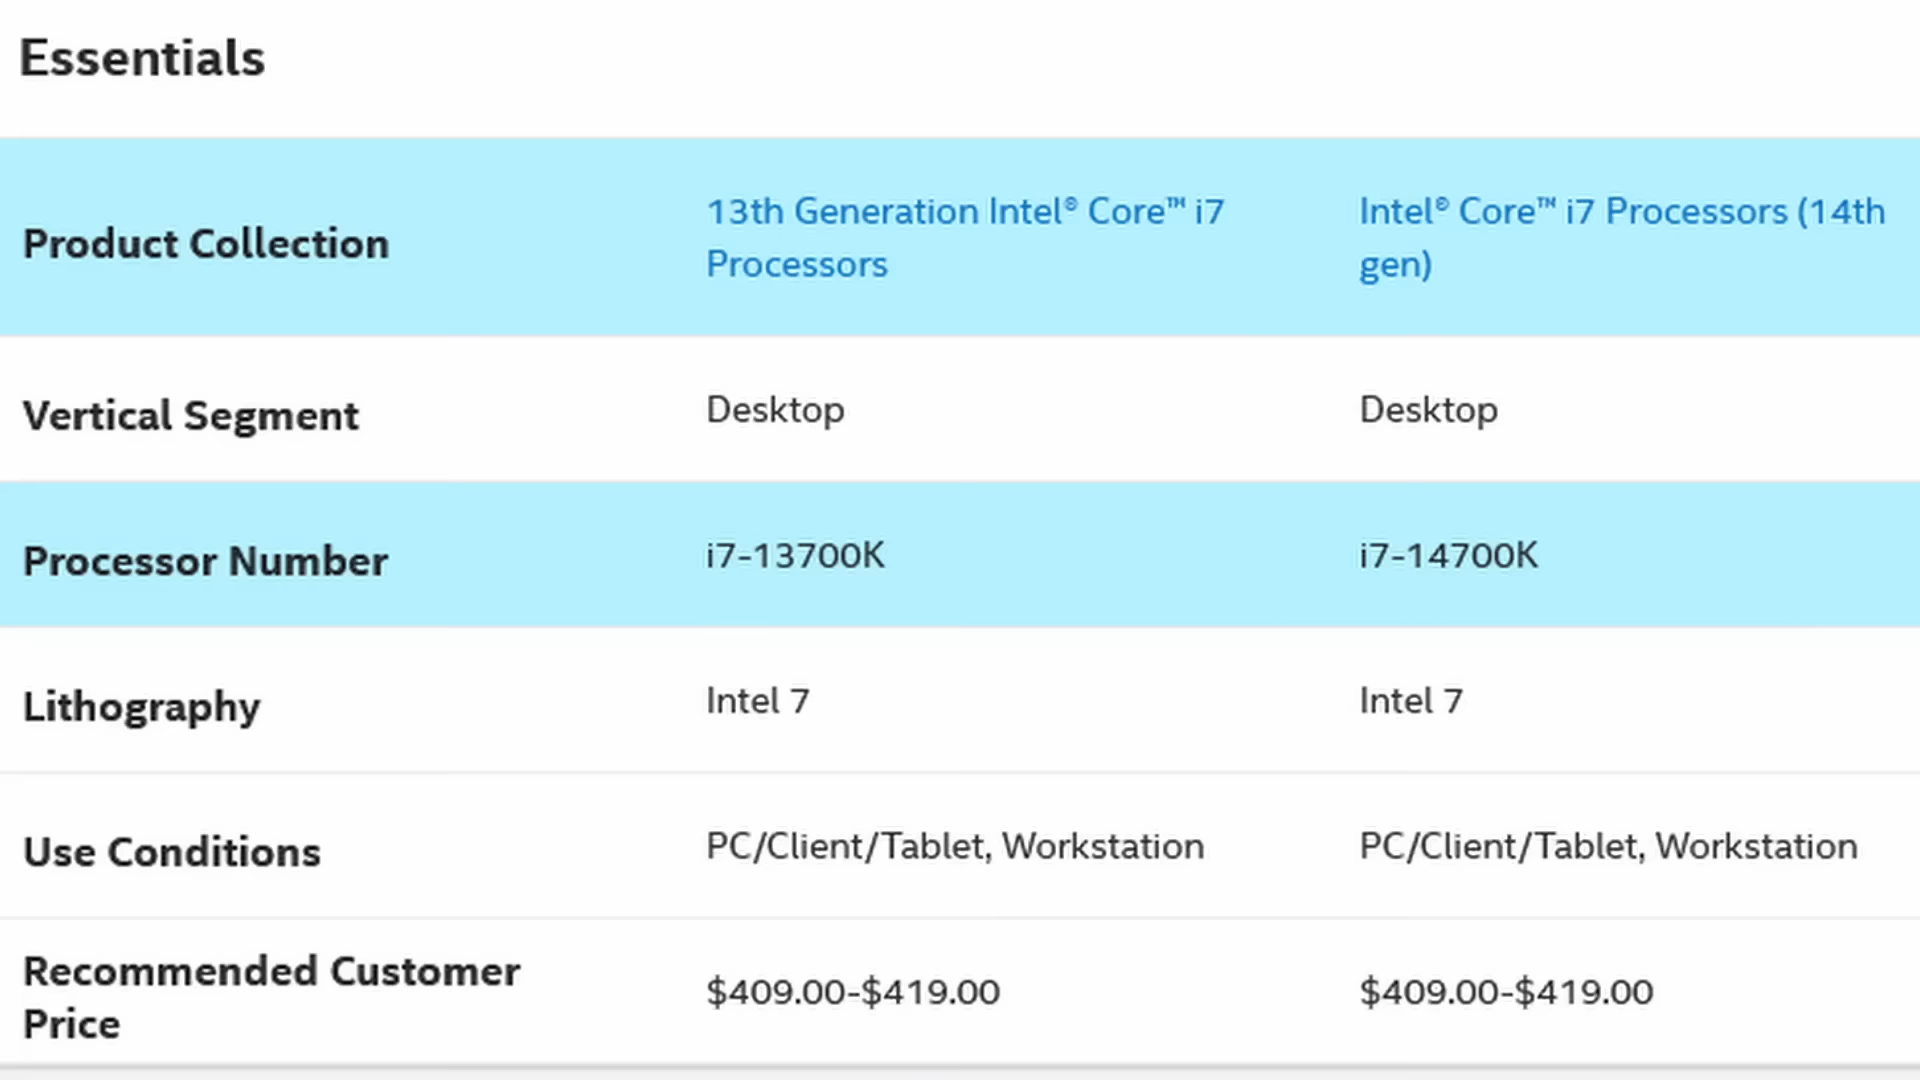 Essentials
Product Collection
13th Generation Intel® Core™ i7
Processors
Intel® Core™ i7 Processors (14th
gen)
Vertical Segment
Desktop
Desktop
Processor Number
i7-13700K
i7-14700K
Lithography
Intel 7
Intel 7
Use Conditions
PC/Client/Tablet, Workstation
PC/Client/Tablet, Workstation
Recommended Customer
Price
$409.00-$419.00
$409.00-$419.00